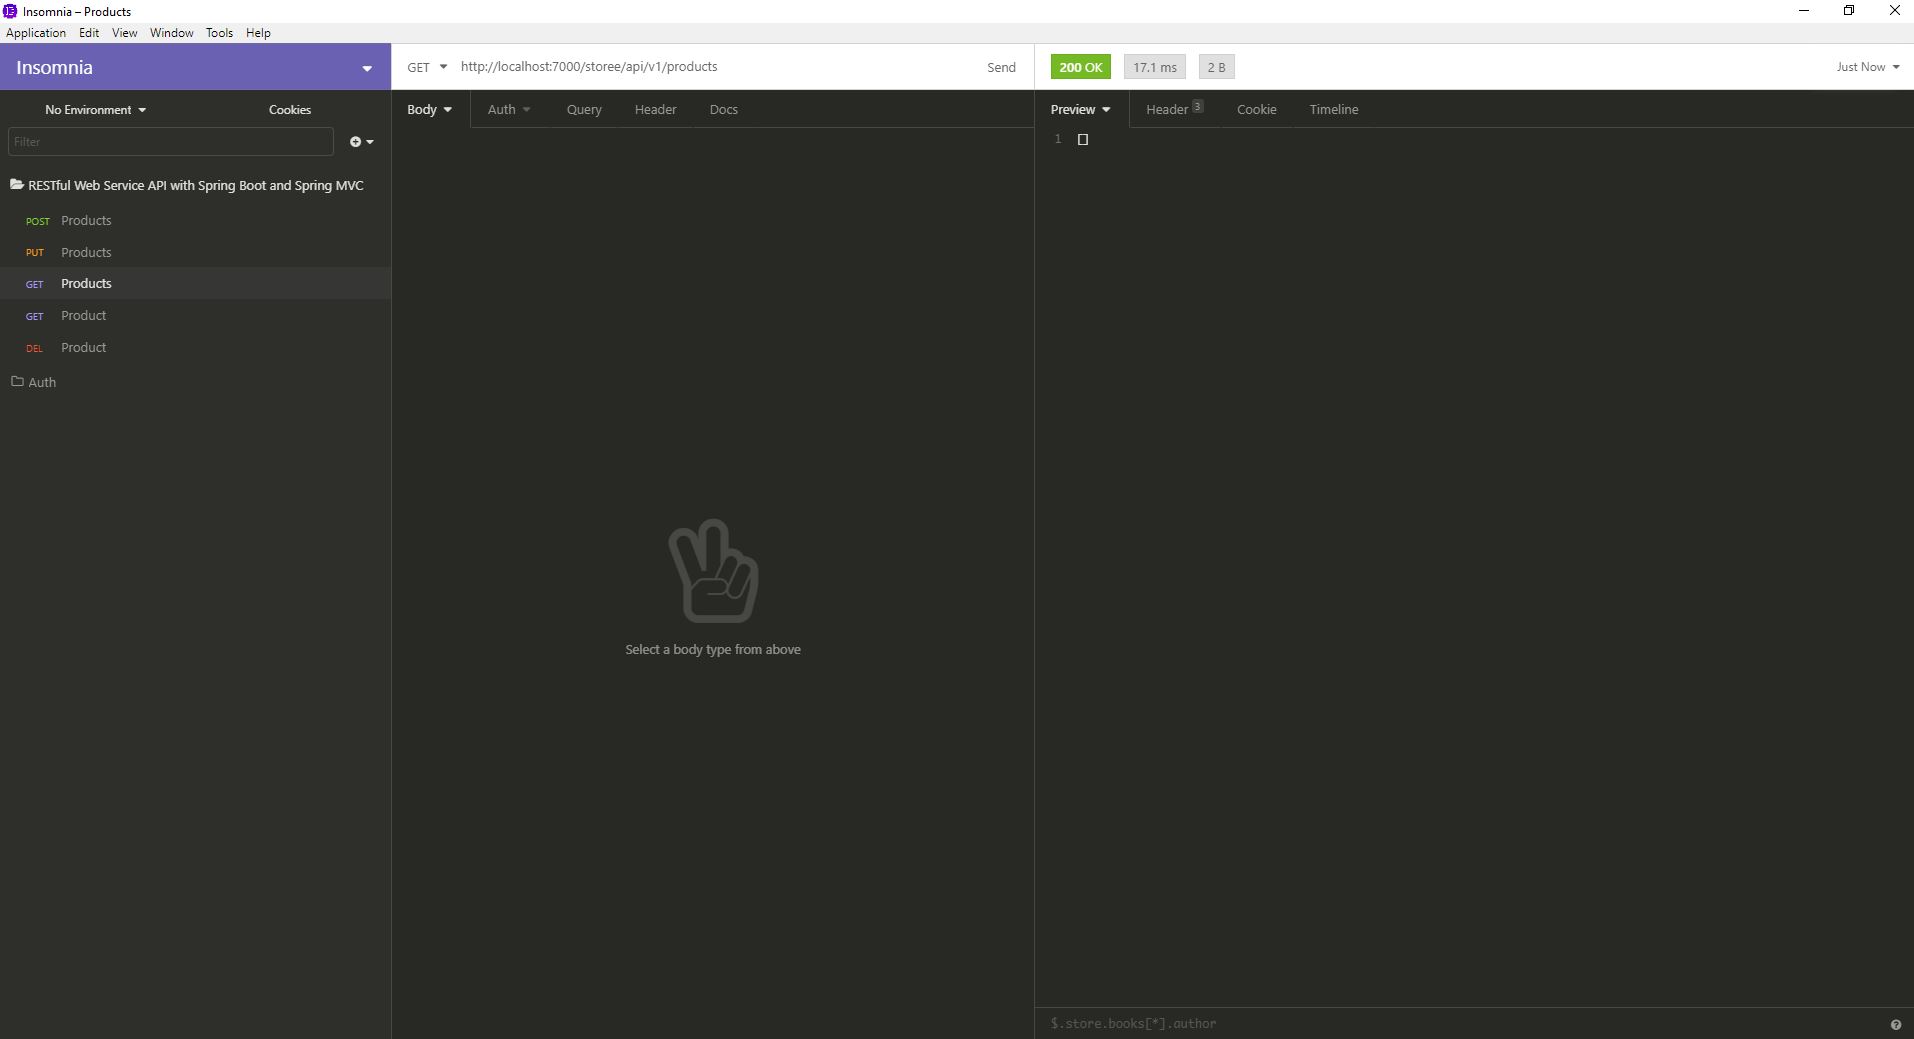 Insomnia – Products
Application Edit View Window Tools Help
Insomnia
GET http://localhost:7000/storee/api/v1/products Send
200 OK 17.1 ms 2 B Just Now
No Environment Cookies
Body Auth Query Header Docs
Preview Header 3 Cookie Timeline
Filter
1 []
RESTful Web Service API with Spring Boot and Spring MVC
POST Products
PUT Products
GET Products
GET Product
DEL Product
Auth
Select a body type from above
$.store.books[*].author